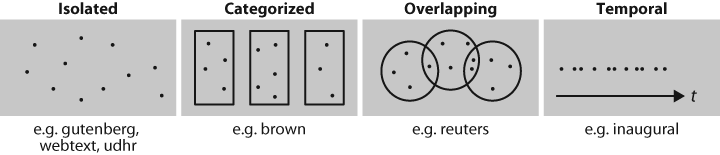 Isolated
Categorized
Overlapping
Temporal
t
e.g. gutenberg,
webtext, udhr
e.g. brown
e.g. reuters
e.g. inaugural